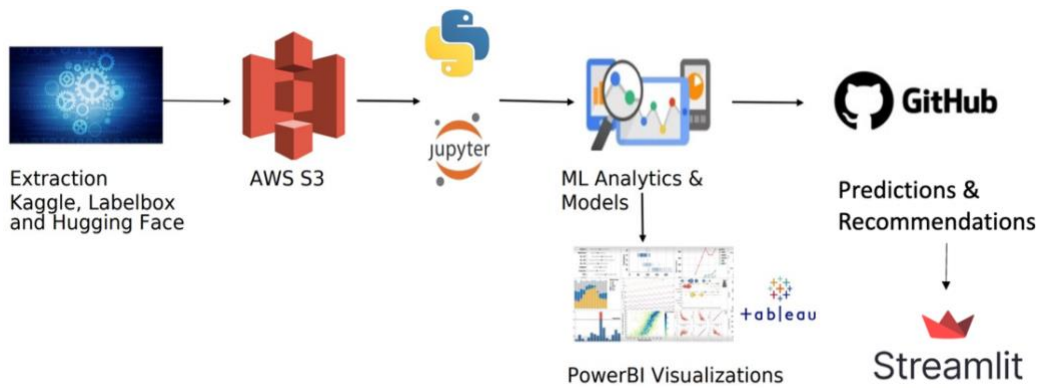 jupyter
GitHub
Extraction
Kaggle, Labelbox
and Hugging Face
AWS S3
ML Analytics &
Models
Predictions &
Recommendations
+ableau
PowerBI Visualizations
Streamlit